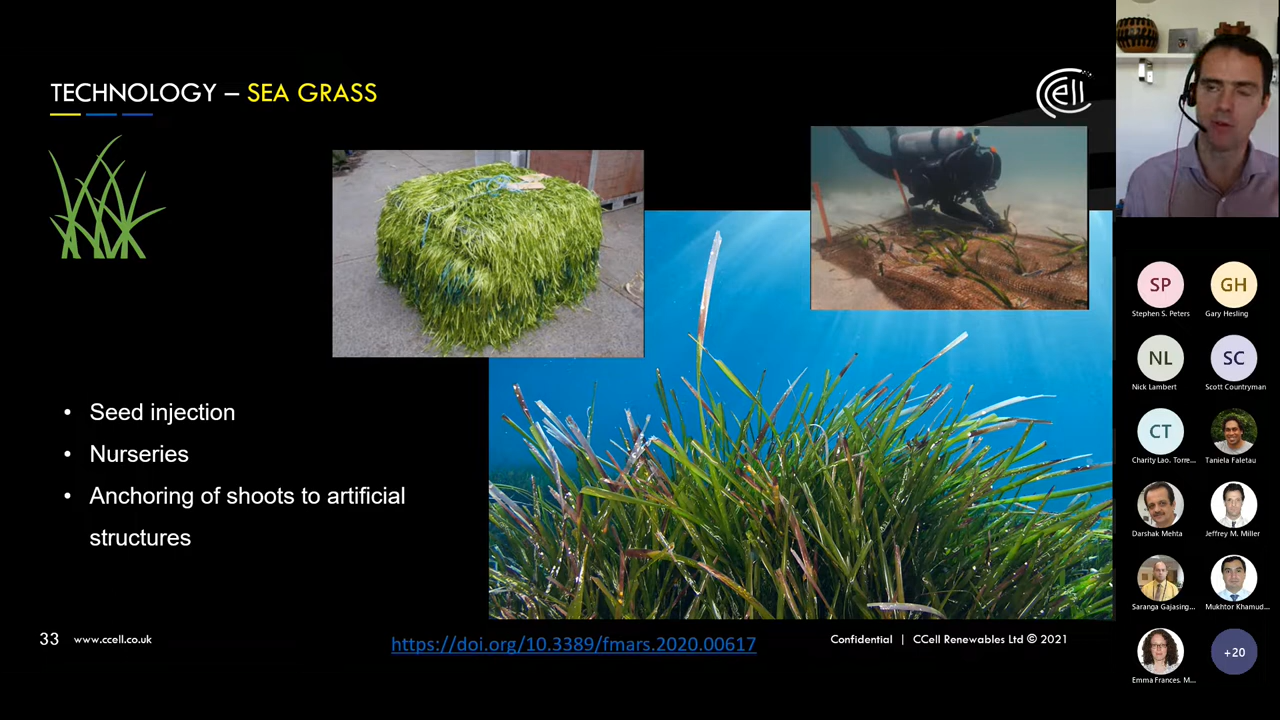 TECHNOLOGY – SEA GRASS
CCell
• Seed injection
• Nurseries
• Anchoring of shoots to artificial
structures
33 www.ccell.co.uk
https://doi.org/10.3389/fmars.2020.00617
Confidential | CCell Renewables Ltd © 2021
SP GH
Stephen S. Peters Gary Hesling
NL SC
Nick Lambert Scott Countryman
CT
Charity Lao. Torre... Taniela Faletau
Darshak Mehta Jeffrey M. Miller
Saranga Gajasing... Mukhtor Khamud...
+20
Emma Frances. M...